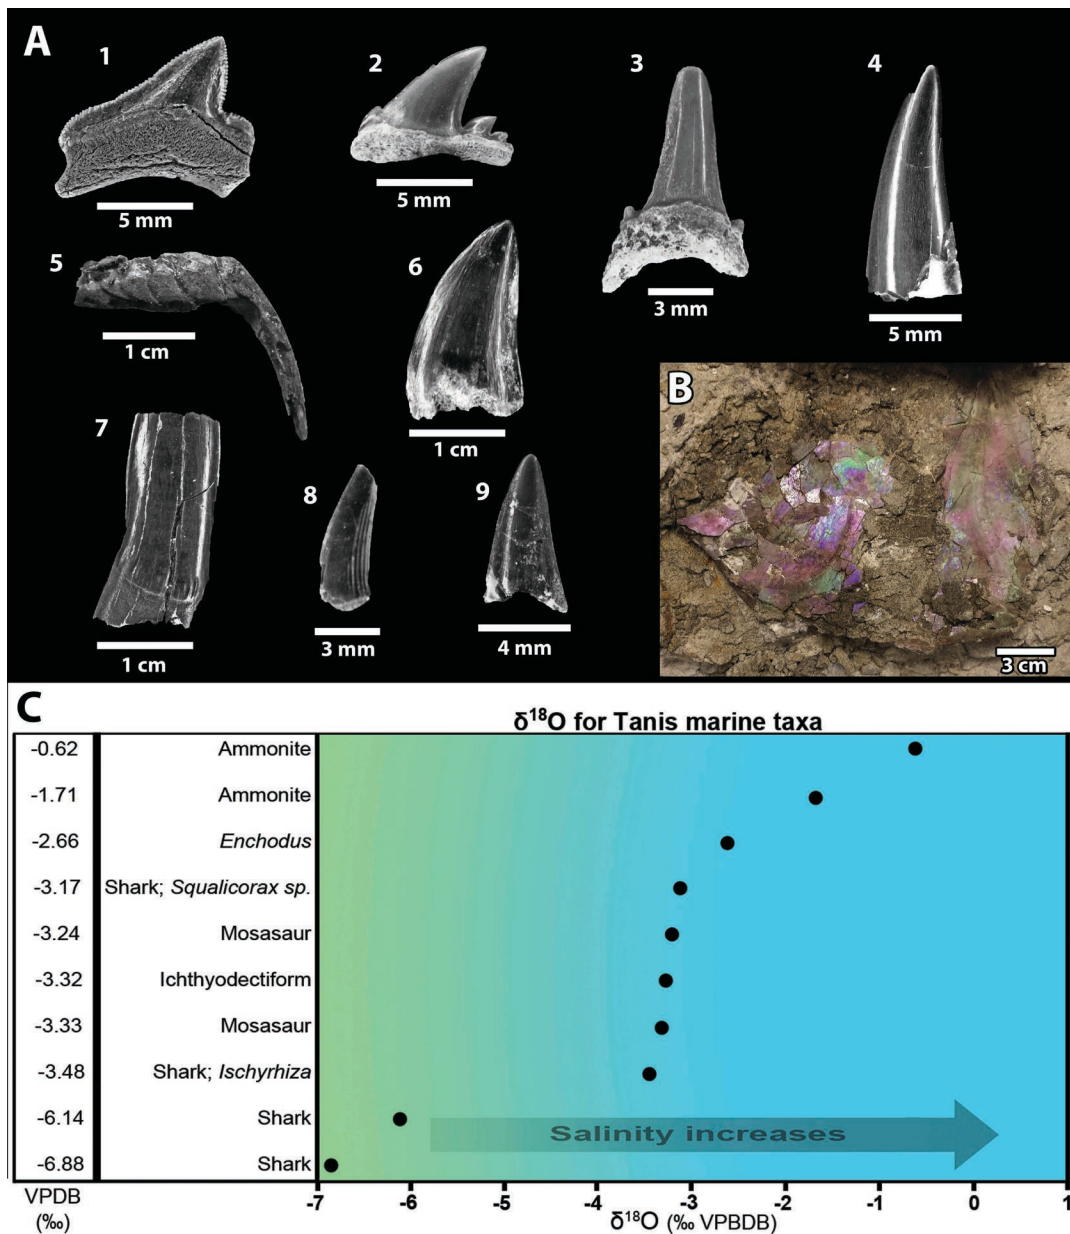 A
1
5 mm
2
5 mm
3
3 mm
4
5 mm
5
1 cm
6
1 cm
7
1 cm
8
3 mm
9
4 mm
B
3 cm
C
δ18O for Tanis marine taxa
-0.62 Ammonite
-1.71 Ammonite
-2.66 Enchodus
-3.17 Shark; Squalicorax sp.
-3.24 Mosasaur
-3.32 Ichthyodectiform
-3.33 Mosasaur
-3.48 Shark; Ischyrhiza
-6.14 Shark
Salinity increases
-6.88 Shark
VPDB
(‰)
-7 -6 -5 -4 -3 -2 -1 0 1
δ18O (‰ VPBDB)